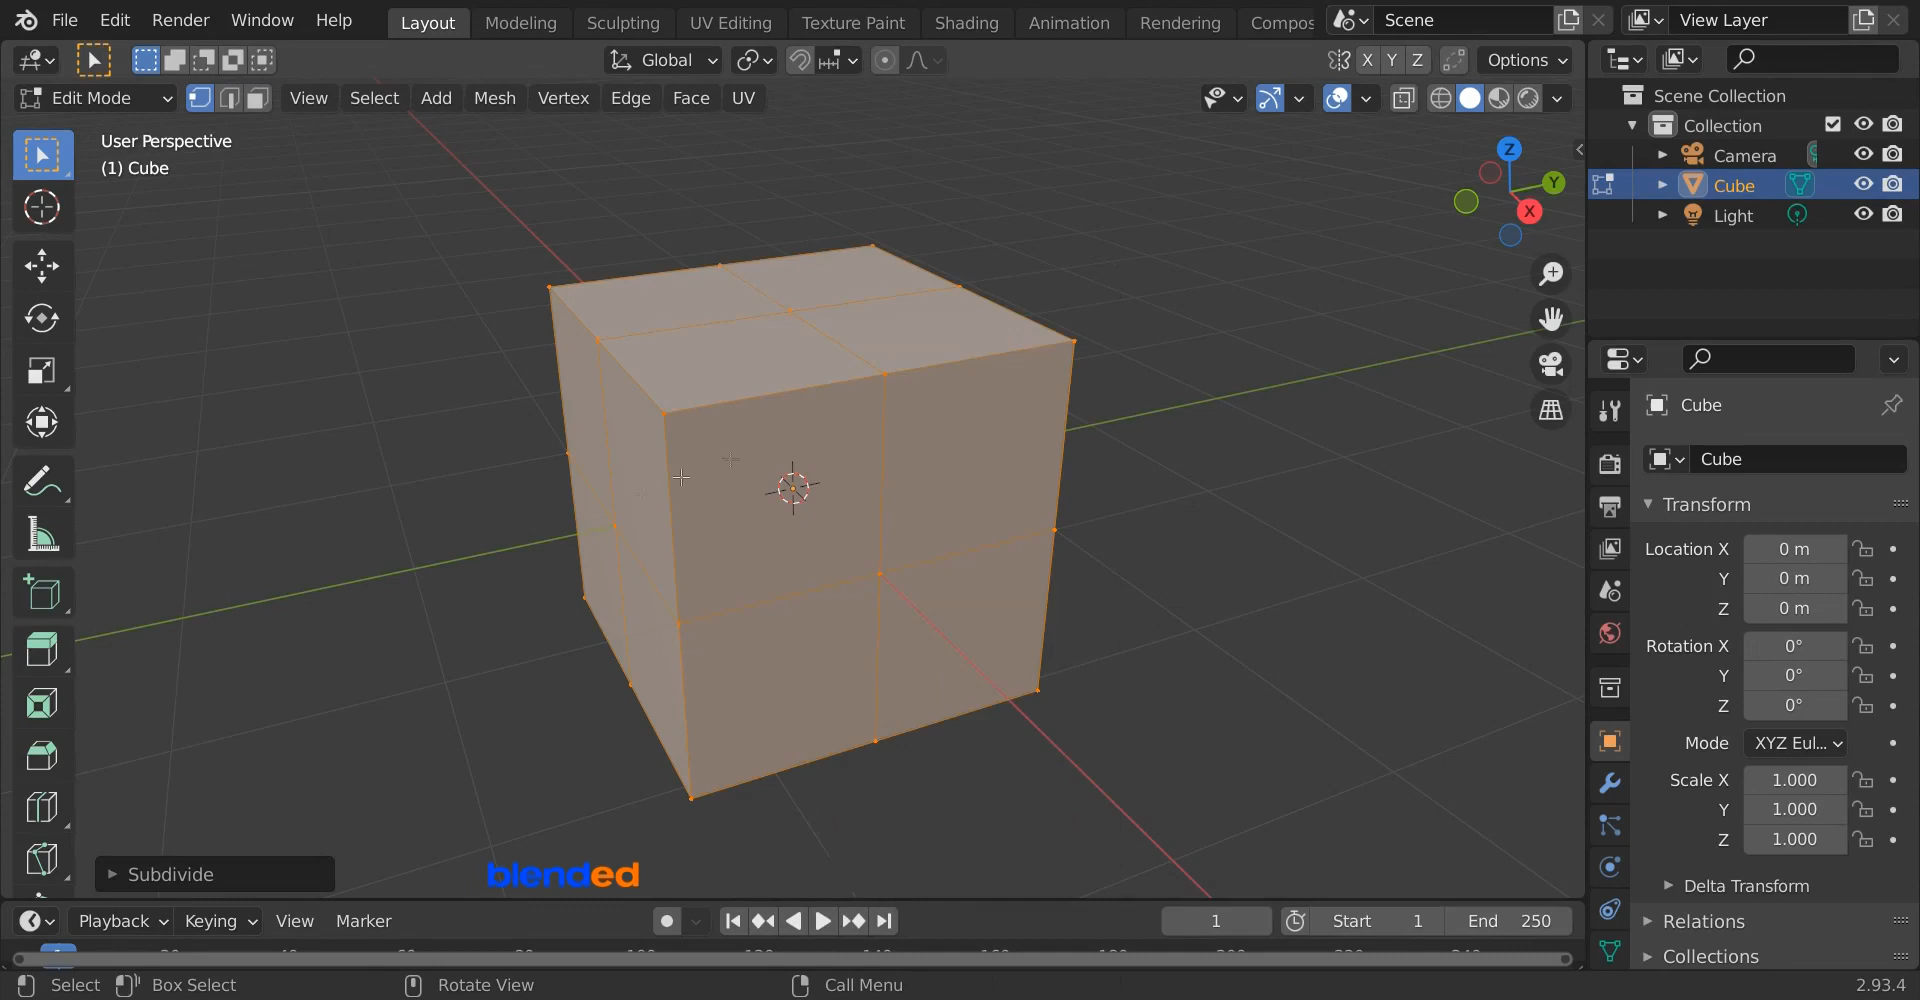 File Edit Render Window Help Layout Modeling Sculpting UV Editing Texture Paint Shading Animation Rendering Compos Scene View Layer
Global X Y Z Options
Edit Mode View Select Add Mesh Vertex Edge Face UV
User Perspective
(1) Cube
Z
Y
X
Scene Collection
Collection
Camera
Cube
Light
Cube
Cube
Transform
Location X 0 m
Y 0 m
Z 0 m
Rotation X 0°
Y 0°
Z 0°
Mode XYZ Eul...
Scale X 1.000
Y 1.000
Z 1.000
Delta Transform
Relations
Collections
Subdivide
blended
Playback Keying View Marker 1 Start 1 End 250
Select Box Select Rotate View Call Menu 2.93.4